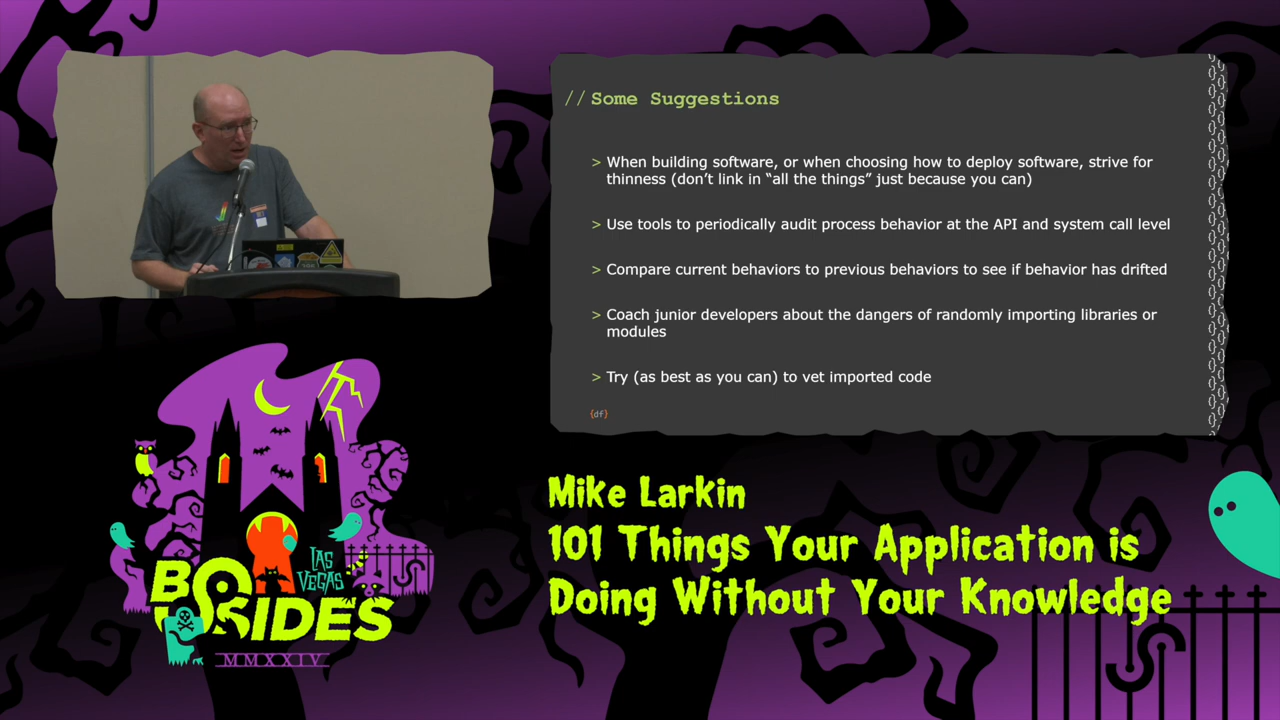 // Some Suggestions
> When building software, or when choosing how to deploy software, strive for
thinness (don’t link in “all the things” just because you can)
> Use tools to periodically audit process behavior at the API and system call level
> Compare current behaviors to previous behaviors to see if behavior has drifted
> Coach junior developers about the dangers of randomly importing libraries or
modules
> Try (as best as you can) to vet imported code
{df}
Mike Larkin
101 Things Your Application is
Doing Without Your Knowledge
LAS
VEGAS
BSIDES
MMXXIV